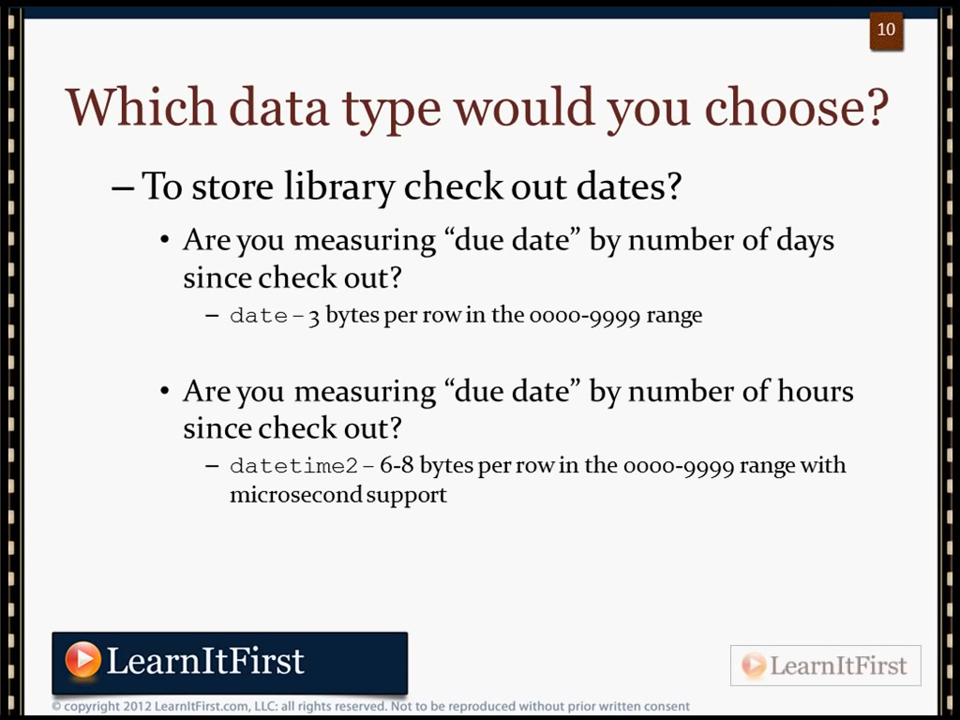 10
Which data type would you choose?
– To store library check out dates?
• Are you measuring “due date” by number of days
since check out?
– date – 3 bytes per row in the 0000-9999 range
• Are you measuring “due date” by number of hours
since check out?
– datetime2 – 6-8 bytes per row in the 0000-9999 range with
microsecond support
LearnItFirst
LearnItFirst
© copyright 2012 LearnItFirst.com, LLC: all rights reserved. Not to be reproduced without prior written consent